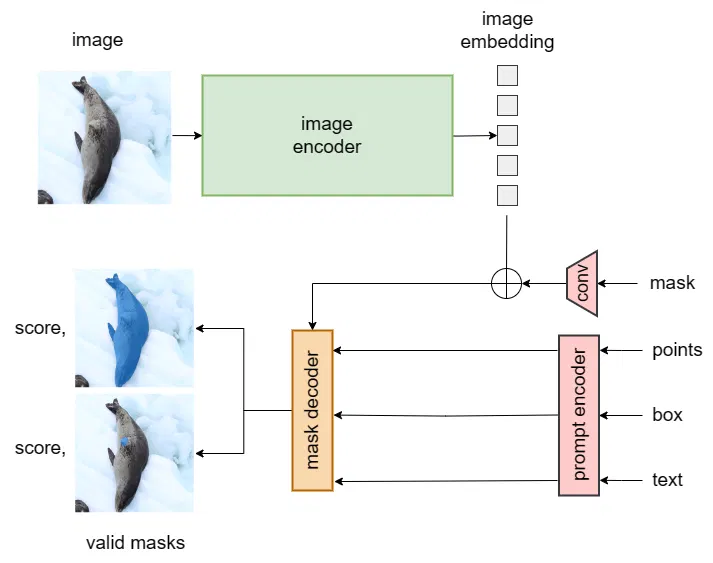 image
image
embedding
image
encoder
conv
mask
score,
mask decoder
prompt encoder
points
box
score,
text
valid masks